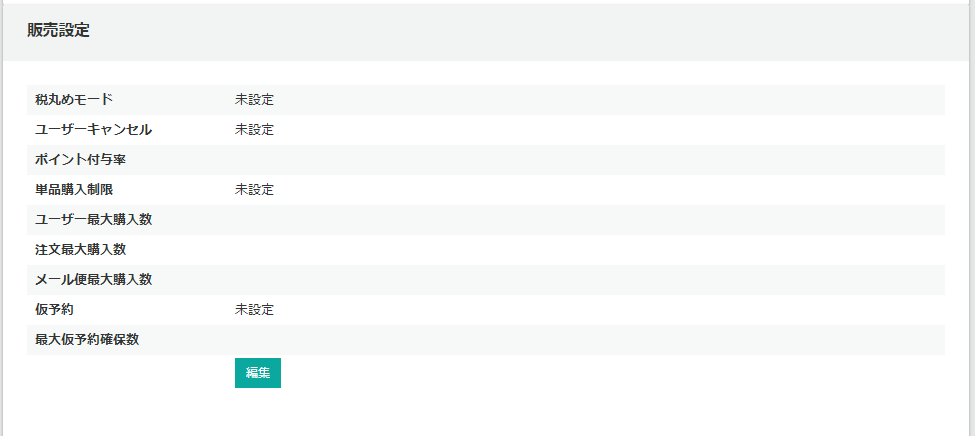 販売設定
税丸めモード 未設定
ユーザーキャンセル 未設定
ポイント付与率
単品購入制限 未設定
ユーザー最大購入数
注文最大購入数
メール便最大購入数
仮予約 未設定
最大仮予約確保数
編集